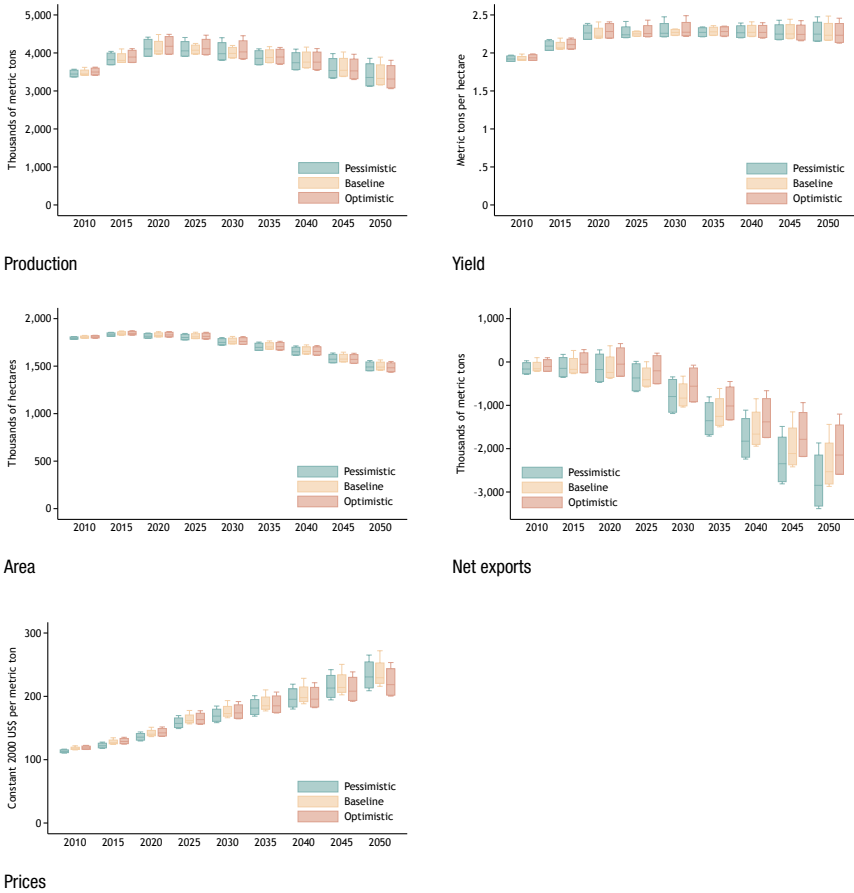 Thousands of metric tons
5,000
4,000
3,000
2,000
1,000
0
2010 2015 2020 2025 2030 2035 2040 2045 2050
Pessimistic
Baseline
Optimistic
Production
Metric tons per hectare
2.5
2
1.5
1
.5
0
2010 2015 2020 2025 2030 2035 2040 2045 2050
Pessimistic
Baseline
Optimistic
Yield
Thousands of hectares
2,000
1,500
1,000
500
0
2010 2015 2020 2025 2030 2035 2040 2045 2050
Pessimistic
Baseline
Optimistic
Area
Thousands of metric tons
1,000
0
-1,000
-2,000
-3,000
2010 2015 2020 2025 2030 2035 2040 2045 2050
Pessimistic
Baseline
Optimistic
Net exports
Constant 2000 US$ per metric ton
300
200
100
0
2010 2015 2020 2025 2030 2035 2040 2045 2050
Pessimistic
Baseline
Optimistic
Prices